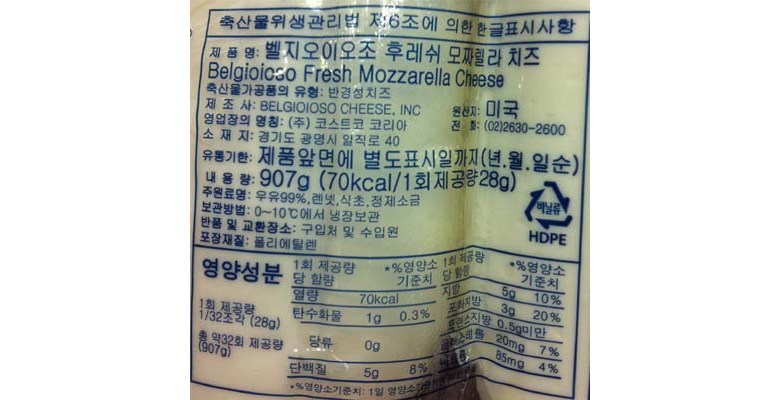 축산물위생관리법 제6조에 의한 한글표시사항
제 품 명: 벨지오이오조 후레쉬 모짜렐라 치즈
Belgioioso Fresh Mozzarella Cheese
축산물가공품의 유형: 반경성치즈
제 조 사: BELGIOIOSO CHEESE, INC 원산지: 미국
영업장의 명칭: (주) 코스트코 코리아 전 화: (02)2630-2600
소 재 지: 경기도 광명시 일직로 40
유통기한: 제품앞면에 별도표시일까지(년.월.일순)
내 용 량: 907g (70kcal/1회제공량28g)
주원료명: 우유99%,렌넷,식초,정제소금
보관방법: 0~10℃에서 냉장보관
반품 및 교환장소: 구입처 및 수입원
포장재질: 폴리에틸렌
비닐류
HDPE
영양성분
1회 제공량
1/32조각 (28g)
총 약32회 제공량
(907g)
1회 제공량 당 함량 *%영양소 기준치
열량 70kcal
탄수화물 1g 0.3%
당류 0g
단백질 5g 8%
1회 제공량 당 함량 *%영양소 기준치
지방 5g 10%
포화지방 3g 20%
트랜스지방 0.5g미만
20mg 7%
85mg 4%
*%영양소기준치: 1일 영양소